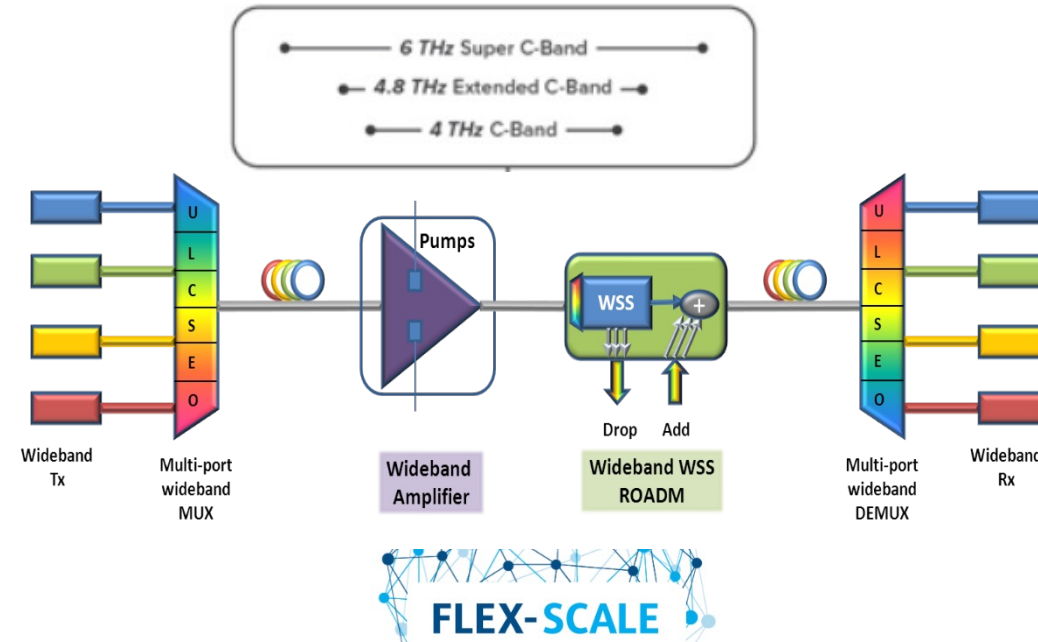 6 THz Super C-Band
4.8 THz Extended C-Band
4 THz C-Band
U
L
C
S
E
O
Pumps
WSS
+
U
L
C
S
E
O
Drop Add
Wideband
Tx
Multi-port
wideband
MUX
Wideband
Amplifier
Wideband WSS
ROADM
Multi-port
wideband
DEMUX
Wideband
Rx
FLEX-SCALE